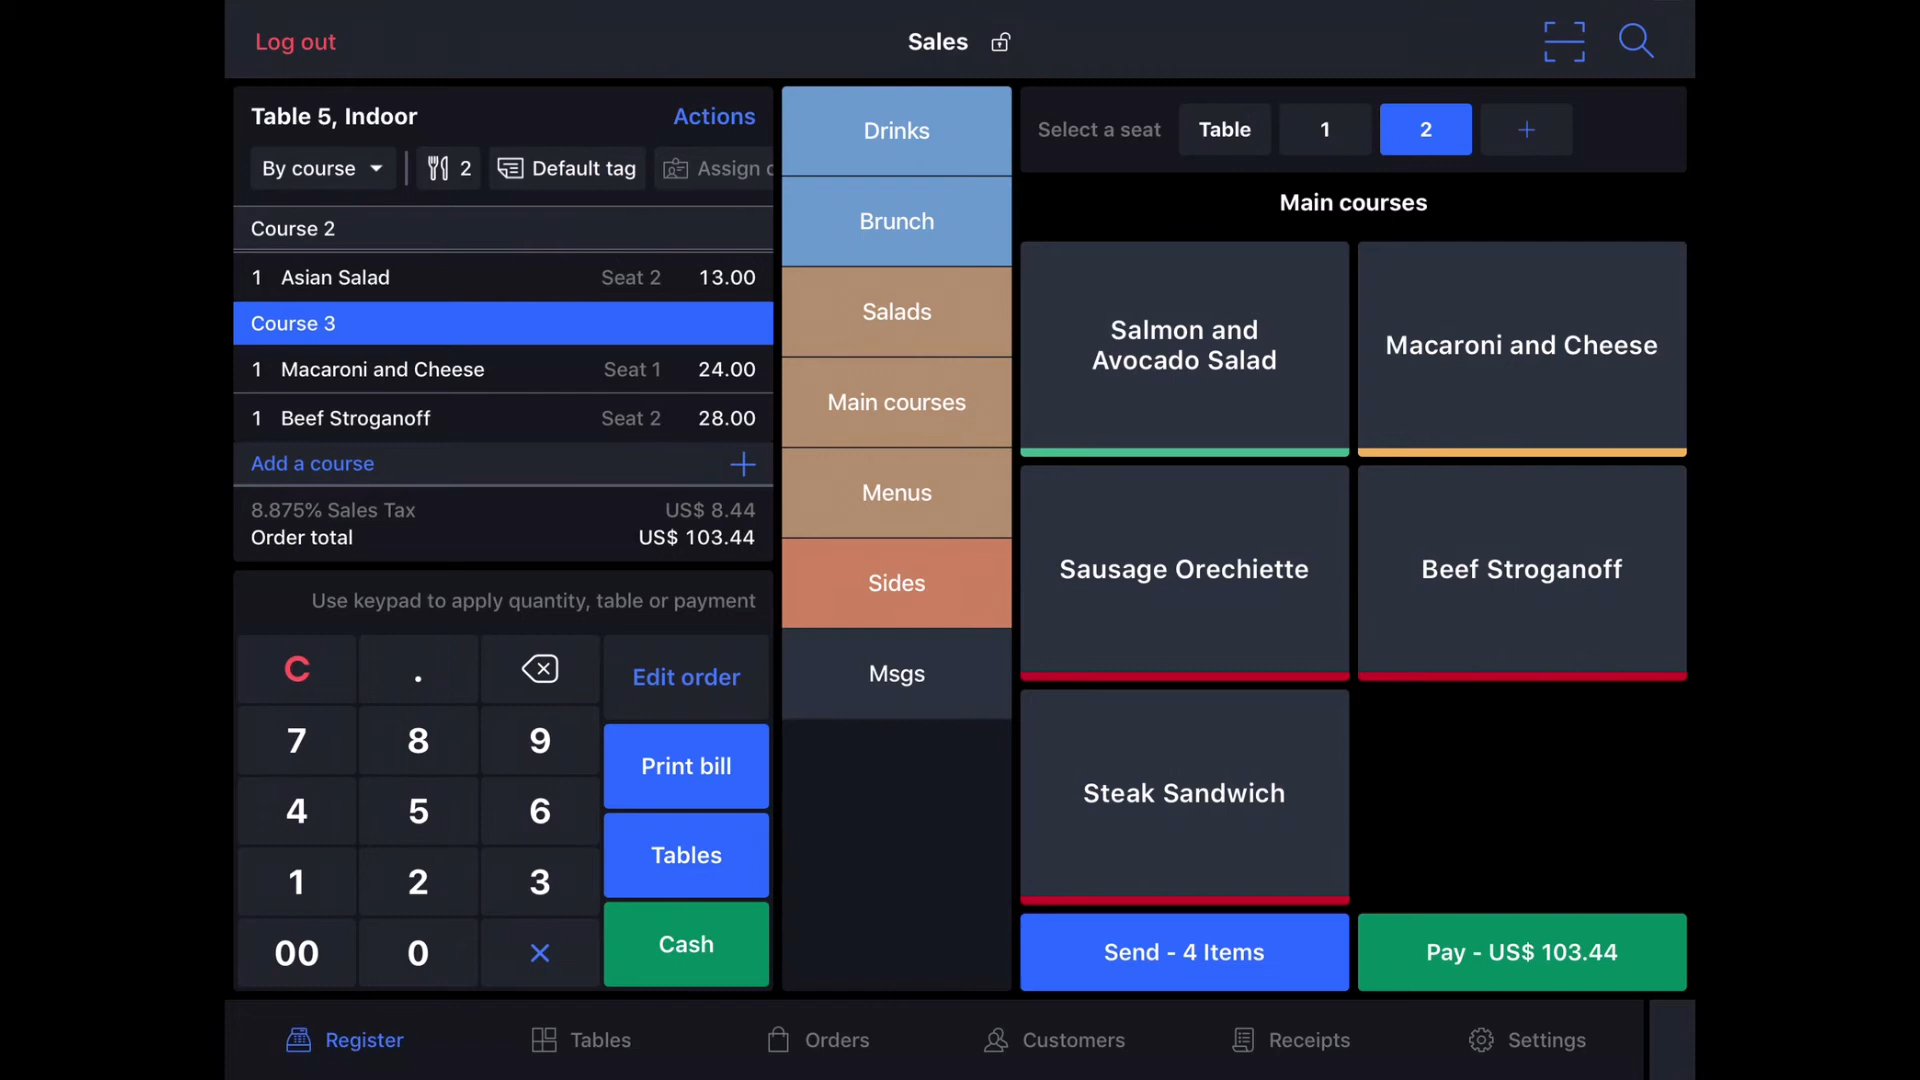 Log out
Sales
Table 5, Indoor
Actions
By course
2
Default tag
Assign c
Course 2
1 Asian Salad Seat 2 13.00
Course 3
1 Macaroni and Cheese Seat 1 24.00
1 Beef Stroganoff Seat 2 28.00
Add a course
8.875% Sales Tax US$ 8.44
Order total US$ 103.44
Use keypad to apply quantity, table or payment
C .
7 8 9
4 5 6
1 2 3
00 0 ×
Edit order
Print bill
Tables
Cash
Drinks
Brunch
Salads
Main courses
Menus
Sides
Msgs
Select a seat Table 1 2 +
Main courses
Salmon and
Avocado Salad
Macaroni and Cheese
Sausage Orechiette
Beef Stroganoff
Steak Sandwich
Send - 4 Items
Pay - US$ 103.44
Register
Tables
Orders
Customers
Receipts
Settings